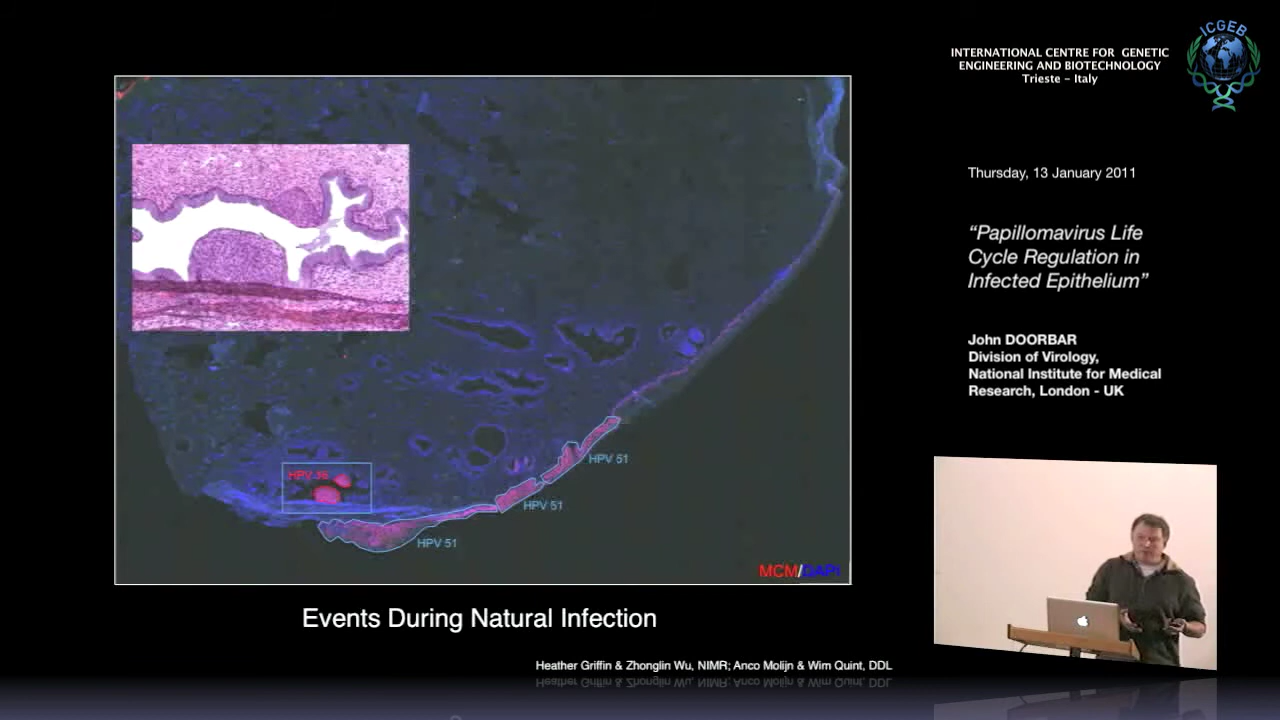 ICGEB
INTERNATIONAL CENTRE FOR GENETIC
ENGINEERING AND BIOTECHNOLOGY
Trieste - Italy
Thursday, 13 January 2011
“Papillomavirus Life
Cycle Regulation in
Infected Epithelium”
John DOORBAR
Division of Virology,
National Institute for Medical
Research, London - UK
HPV 51
HPV 51
HPV 51
MCM/DAPI
Events During Natural Infection
Heather Griffin & Zhonglin Wu, NIMR; Anco Molijn & Wim Quint, DDL